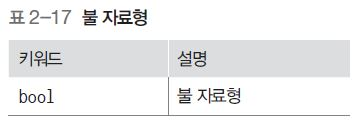 표 2-17 불 자료형
키워드 설명
bool 불 자료형